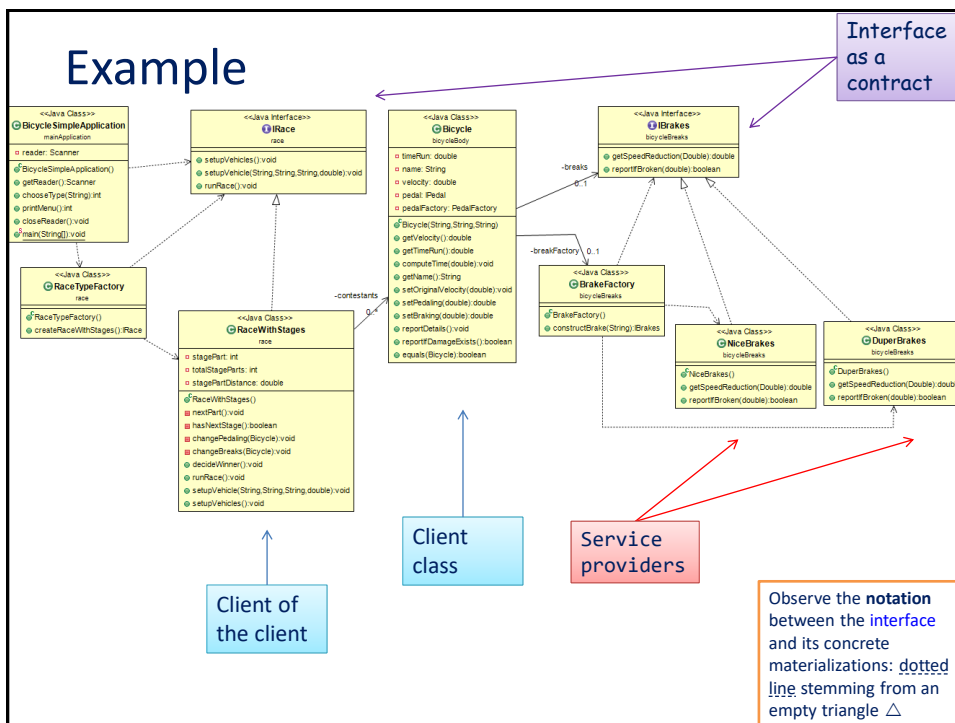 Example
Interface
as a
contract
<<Java Class>>
BicycleSimpleApplication
mainApplication
reader: Scanner
BicycleSimpleApplication()
getReader():Scanner
chooseType(String):int
printMenu():int
closeReader():void
main(String[]):void
<<Java Interface>>
IRace
race
setupVehicles():void
setupVehicle(String,String,String,double):void
runRace():void
<<Java Class>>
Bicycle
bicycleBody
timeRun: double
name: String
velocity: double
pedal: IPedal
pedalFactory: PedalFactory
Bicycle(String,String,String)
getVelocity():double
getTimeRun():double
computeTime(double):void
getName():String
setOriginalVelocity(double):void
setPedaling(double):double
setBraking(double):double
reportDetails():void
reportIfDamageExists():boolean
equals(Bicycle):boolean
<<Java Interface>>
IBrakes
bicycleBreaks
getSpeedReduction(Double):double
reportIfBroken(double):boolean
-breaks
0..1
-breakFactory 0..1
<<Java Class>>
RaceTypeFactory
race
RaceTypeFactory()
createRaceWithStages():IRace
-contestants
0..*
<<Java Class>>
RaceWithStages
race
stagePart: int
totalStageParts: int
stagePartDistance: double
RaceWithStages()
nextPart():void
hasNextStage():boolean
changePedaling(Bicycle):void
changeBreaks(Bicycle):void
decideWinner():void
runRace():void
setupVehicle(String,String,String,double):void
setupVehicles():void
<<Java Class>>
BrakeFactory
bicycleBreaks
BrakeFactory()
constructBrake(String):IBrakes
<<Java Class>>
NiceBrakes
bicycleBreaks
NiceBrakes()
getSpeedReduction(Double):double
reportIfBroken(double):boolean
<<Java Class>>
DuperBrakes
bicycleBreaks
DuperBrakes()
getSpeedReduction(Double):doubl
reportIfBroken(double):boolean
Client of
the client
Client
class
Service
providers
Observe the notation
between the interface
and its concrete
materializations: dotted
line stemming from an
empty triangle △